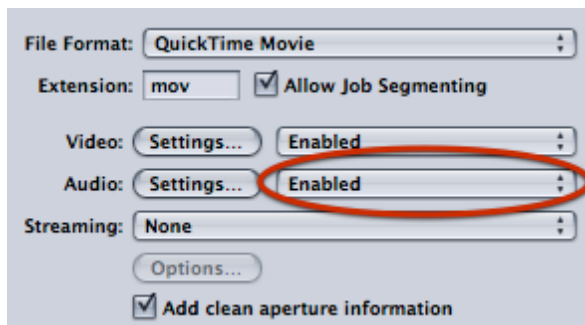 File Format: QuickTime Movie
Extension: mov Allow Job Segmenting
Video: Settings... Enabled
Audio: Settings... Enabled
Streaming: None
Options...
Add clean aperture information